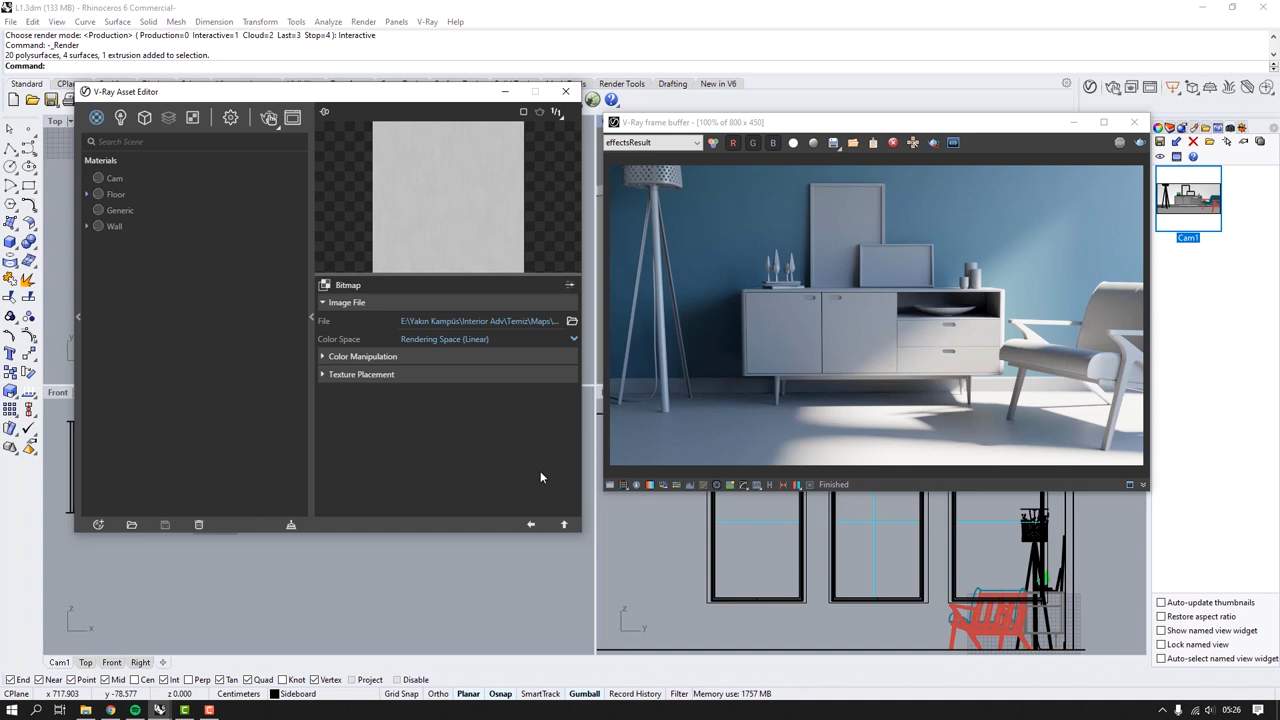 L1.3dm (133 MB) - Rhinoceros 6 Commercial-
File Edit View Curve Surface Solid Mesh Dimension Transform Tools Analyze Render Panels V-Ray Help
Choose render mode: <Production> ( Production=0 Interactive=1 Cloud=2 Last=3 Stop=4 ): Interactive
Command: -_Render
20 polysurfaces, 4 surfaces, 1 extrusion added to selection.
Command:
Standard CPlan Render Tools Drafting New in V6
Top
V-Ray Asset Editor
1/1
Search Scene
Materials
Cam
Floor
Generic
Wall
Bitmap
Image File
File E:\Yakın Kampüs\Interior Adv\Temiz\Maps\...
Color Space Rendering Space (Linear)
Color Manipulation
Texture Placement
V-Ray frame buffer - [100% of 800 x 450]
effectsResult R G B
H Finished
Cam1
Front
z
x
z
y
Auto-update thumbnails
Restore aspect ratio
Show named view widget
Lock named view
Auto-select named view widget
Cam1 Top Front Right
End Near Point Mid Cen Int Perp Tan Quad Knot Vertex Project Disable
CPlane x 717.903 y -78.577 z 0.000 Centimeters Sideboard Grid Snap Ortho Planar Osnap SmartTrack Gumball Record History Filter Memory use: 1757 MB
05:26